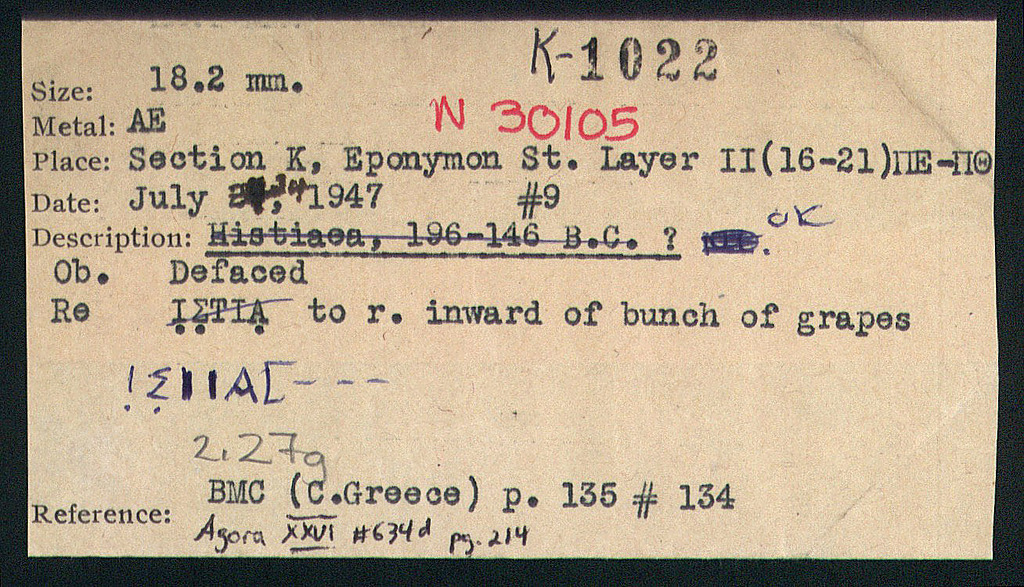 K-1022
Size: 18.2 mm.
N 30105
Metal: AE
Place: Section K, Eponymon St. Layer II(16-21)ΠΕ-ΠΘ
Date: July 1947 #9
OK
Description: Histiaea, 196-146 B.C. ?
Ob. Defaced
Re ΙΣΤΙΑ to r. inward of bunch of grapes
ΙΣΙΙΑ[---
2.27g
BMC (C.Greece) p. 135 # 134
Reference:
Agora XXVI #634d pg. 214